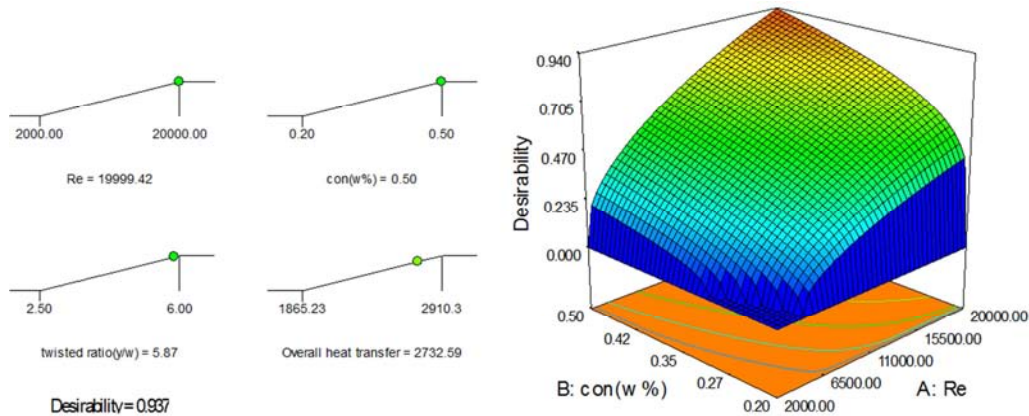 2000.00 20000.00
Re = 19999.42
0.20 0.50
con(w%) = 0.50
2.50 6.00
twisted ratio(y/w) = 5.87
1865.23 2910.3
Overall heat transfer = 2732.59
Desirability = 0.937
0.940
0.705
0.470
0.235
0.000
Desirability
0.50
0.42
0.35
0.27
0.20
B: con(w %)
2000.00
6500.00
11000.00
15500.00
20000.00
A: Re